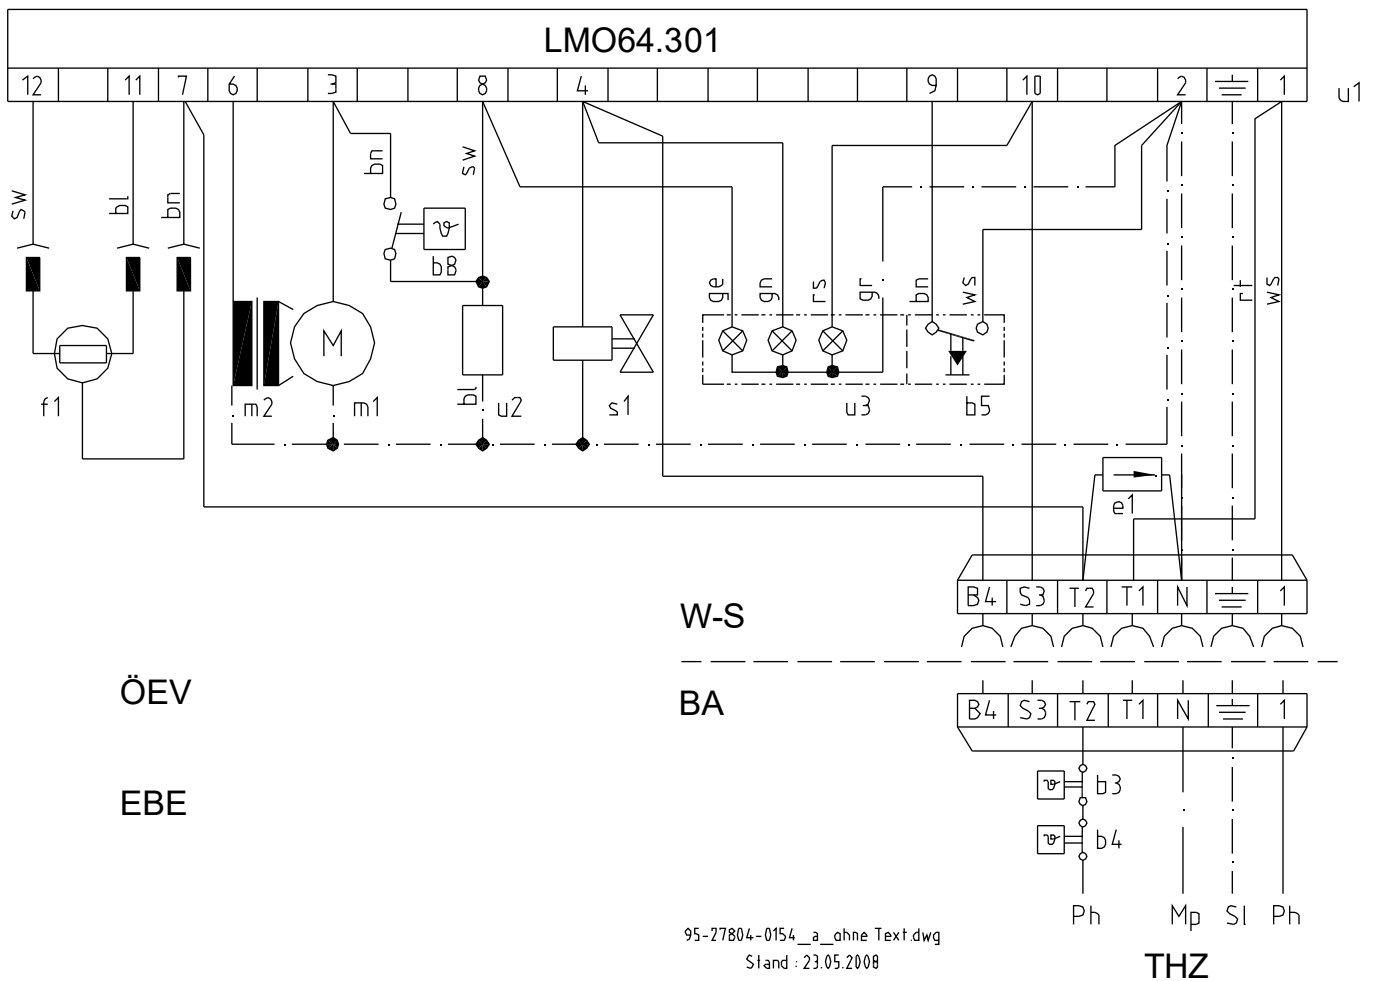 LMO64.301
12 11 7 6 3 8 4 9 10 2 1
u1
sw bl bn bn sw ge gn rs gr bn ws rt ws
ϑ
b8
M
f1 m2 m1 bl u2 s1 u3 b5
e1
B4 S3 T2 T1 N 1
W-S
ÖEV
BA
B4 S3 T2 T1 N 1
ϑ b3
EBE
ϑ b4
Ph Mp Sl Ph
95-27804-0154_a_ohne Text.dwg
Stand : 23.05.2008
THZ